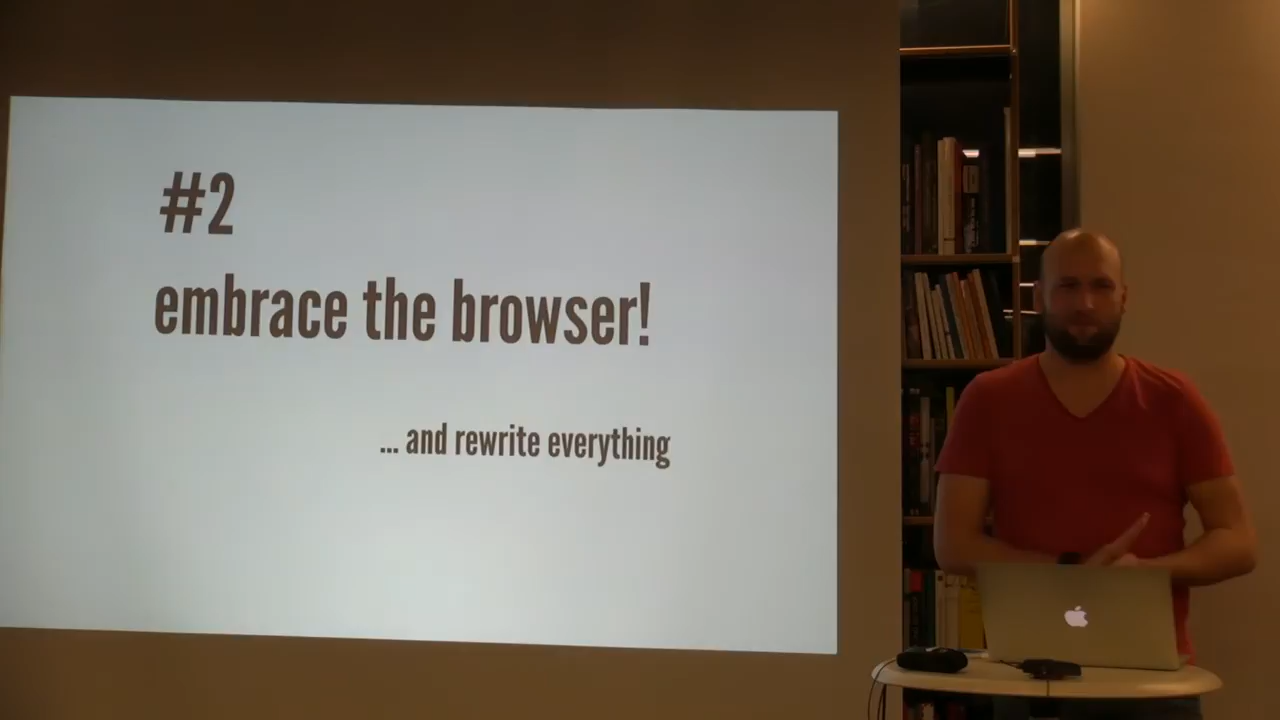 #2
embrace the browser!
... and rewrite everything